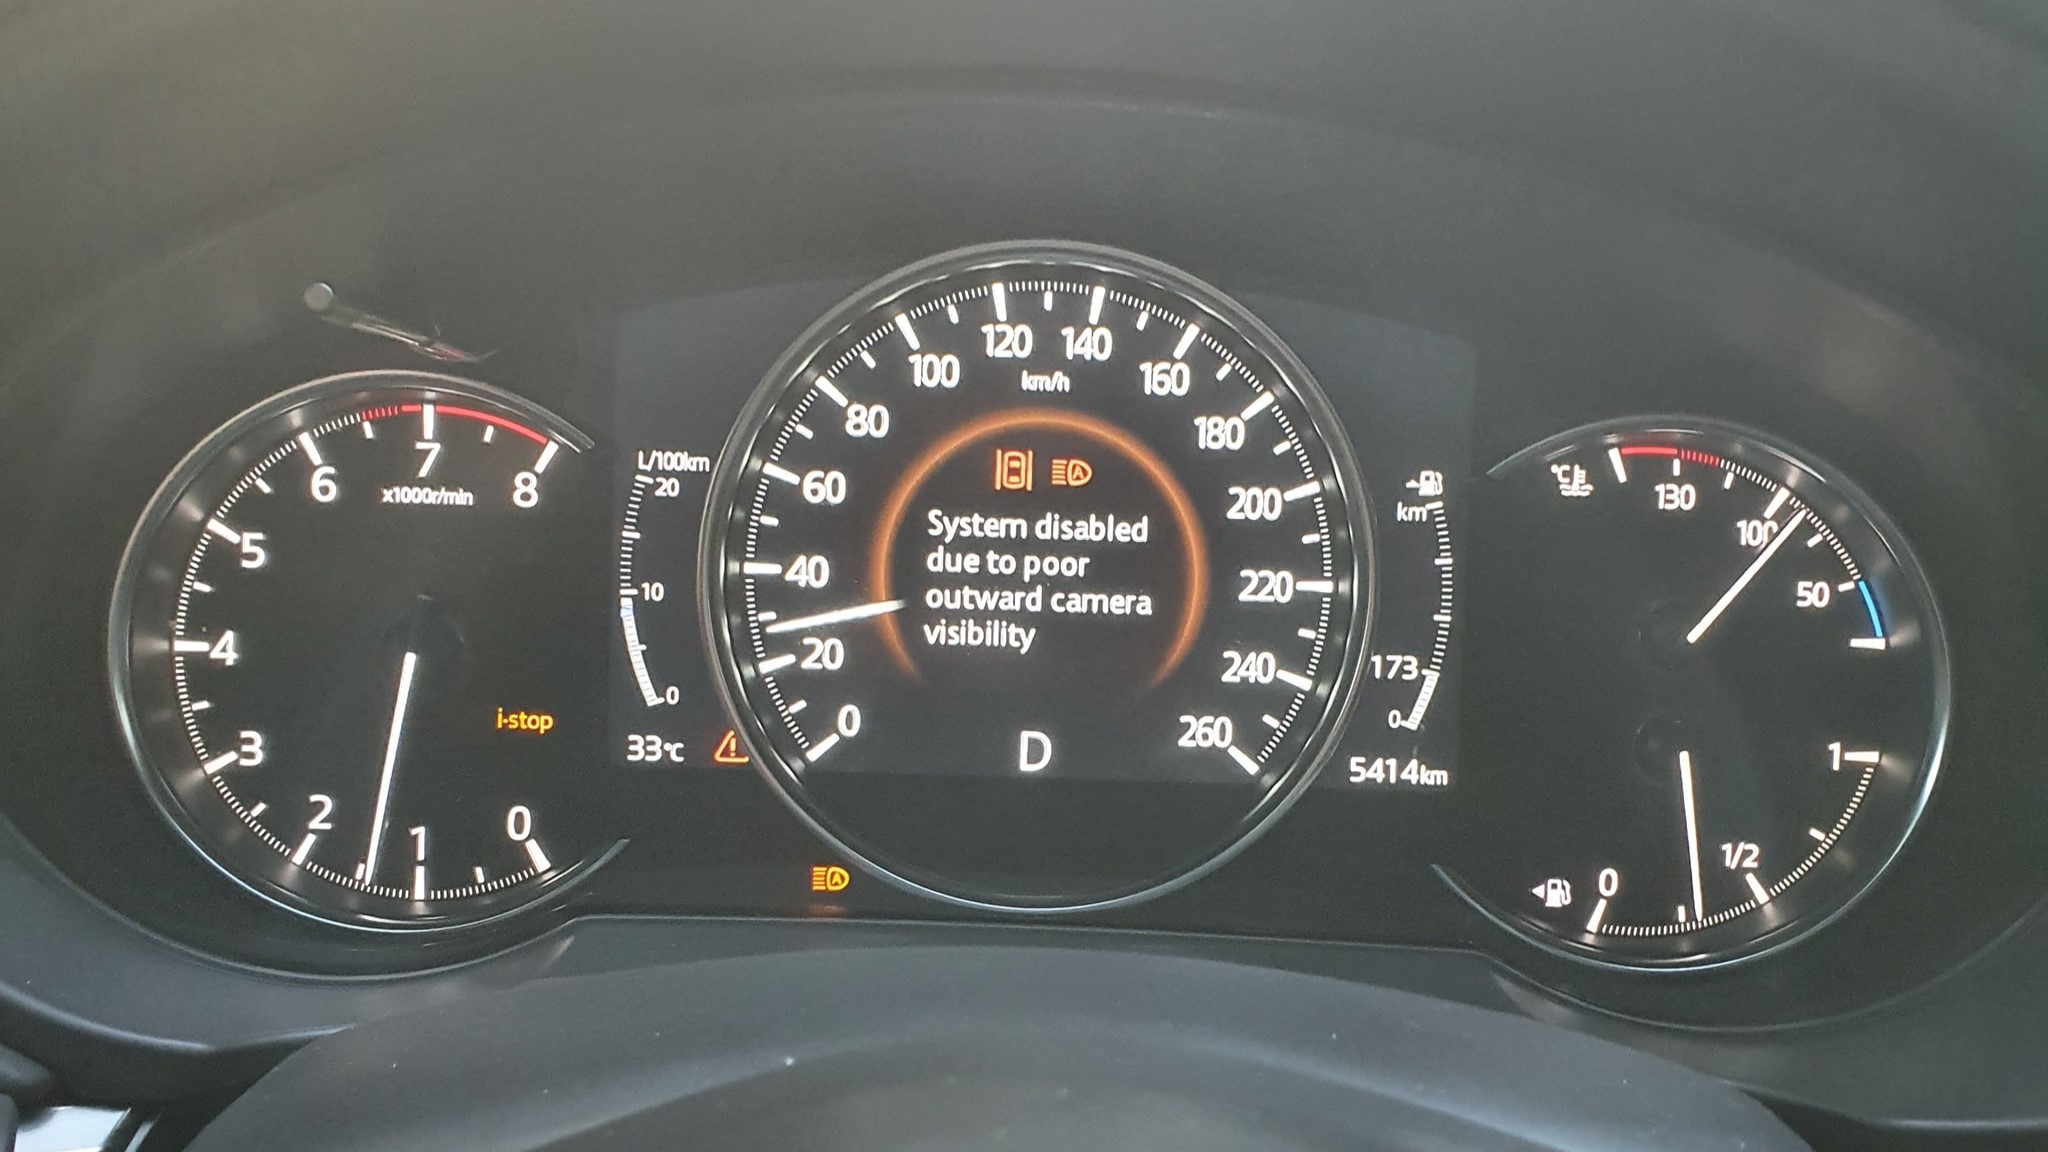 6
7
8
x1000r/min
5
4
3
2
1
0
i-stop
L/100km
20
10
0
33℃
0
20
40
60
80
100
120
140
160
180
200
220
240
260
km/h
A
System disabled
due to poor
outward camera
visibility
D
A
km
173
0
5414km
℃
130
100
50
1
1/2
0